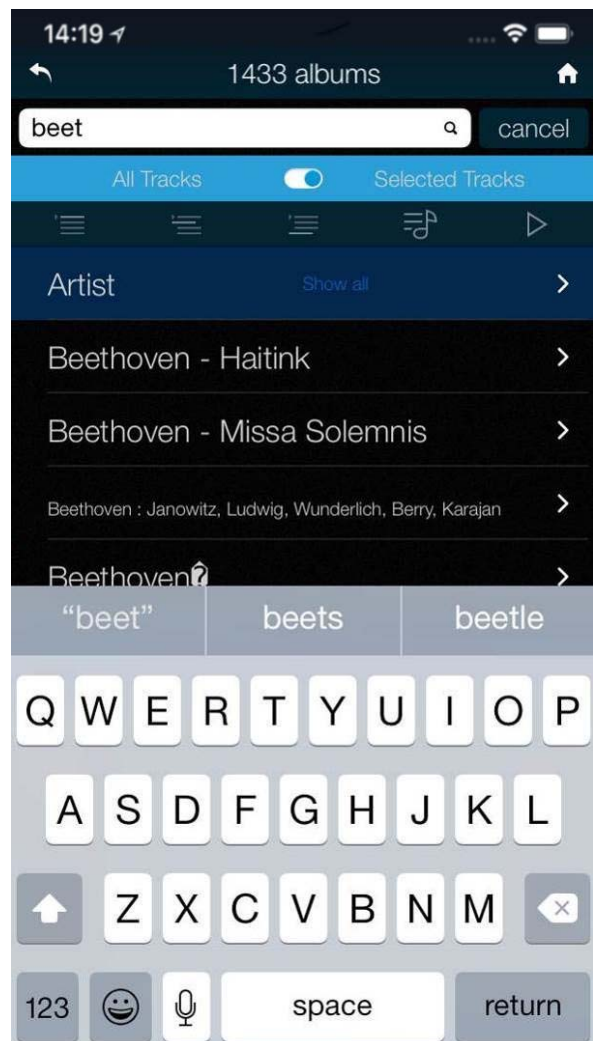 14:19
1433 albums
beet cancel
All Tracks Selected Tracks
Artist Show all
Beethoven - Haitink
Beethoven - Missa Solemnis
Beethoven : Janowitz, Ludwig, Wunderlich, Berry, Karajan
Beethoven�
“beet” beets beetle
Q W E R T Y U I O P
A S D F G H J K L
Z X C V B N M
123 space return